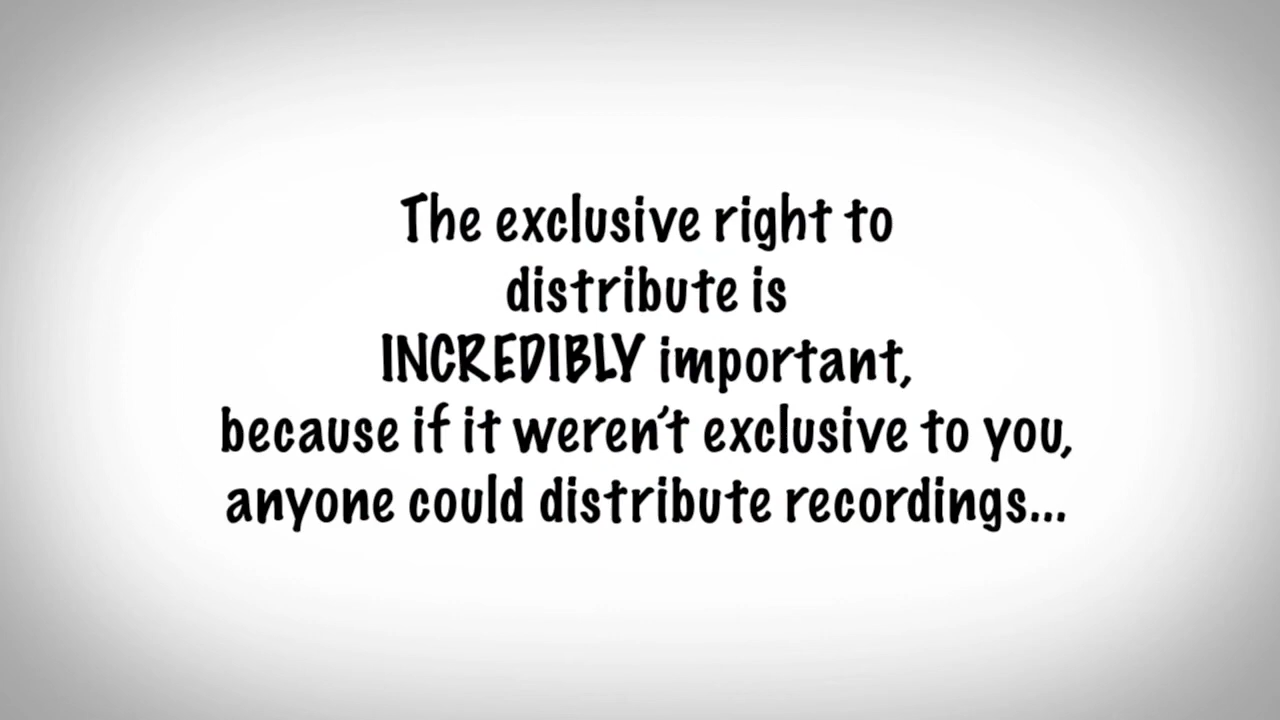 The exclusive right to
distribute is
INCREDIBLY important,
because if it weren't exclusive to you,
anyone could distribute recordings...